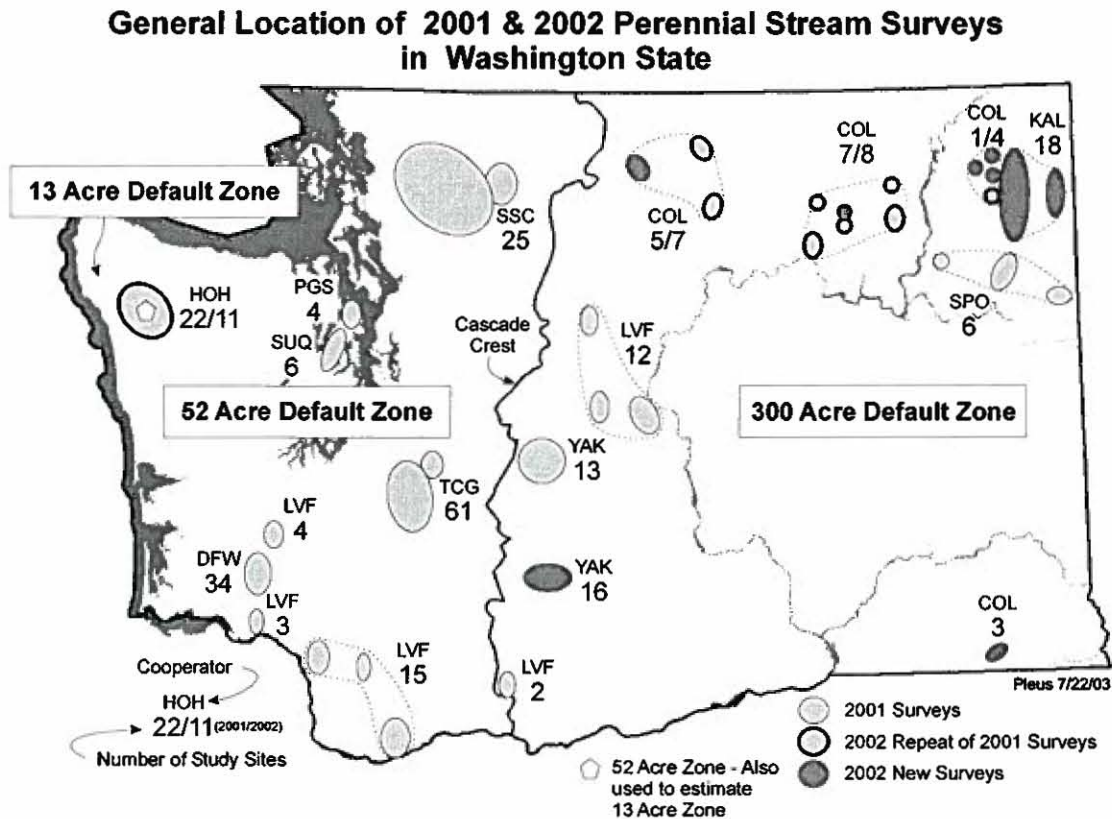 General Location of 2001 & 2002 Perennial Stream Surveys
in Washington State
13 Acre Default Zone
HOH
22/11
PGS
4
SUQ
6
SSC
25
52 Acre Default Zone
Cascade
Crest
TCG
61
LVF
4
DFW
34
LVF
3
LVF
15
LVF
2
COL
5/7
COL
7/8
COL
1/4
KAL
18
SPO
6
LVF
12
300 Acre Default Zone
YAK
13
YAK
16
COL
3
Pleus 7/22/03
Cooperator
HOH
22/11(2001/2002)
Number of Study Sites
52 Acre Zone - Also
used to estimate
13 Acre Zone
2001 Surveys
2002 Repeat of 2001 Surveys
2002 New Surveys